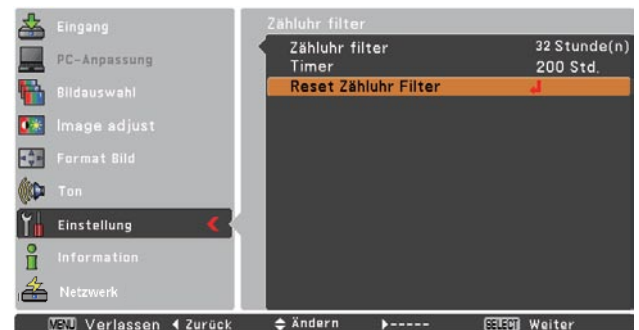 Eingang
PC-Anpassung
Bildauswahl
Image adjust
Format Bild
Ton
Einstellung
Information
Netzwerk
Zähluhr filter
Zähluhr filter 32 Stunde(n)
Timer 200 Std.
Reset Zähluhr Filter
MENU Verlassen Zurück Ändern ----- SELECT Weiter